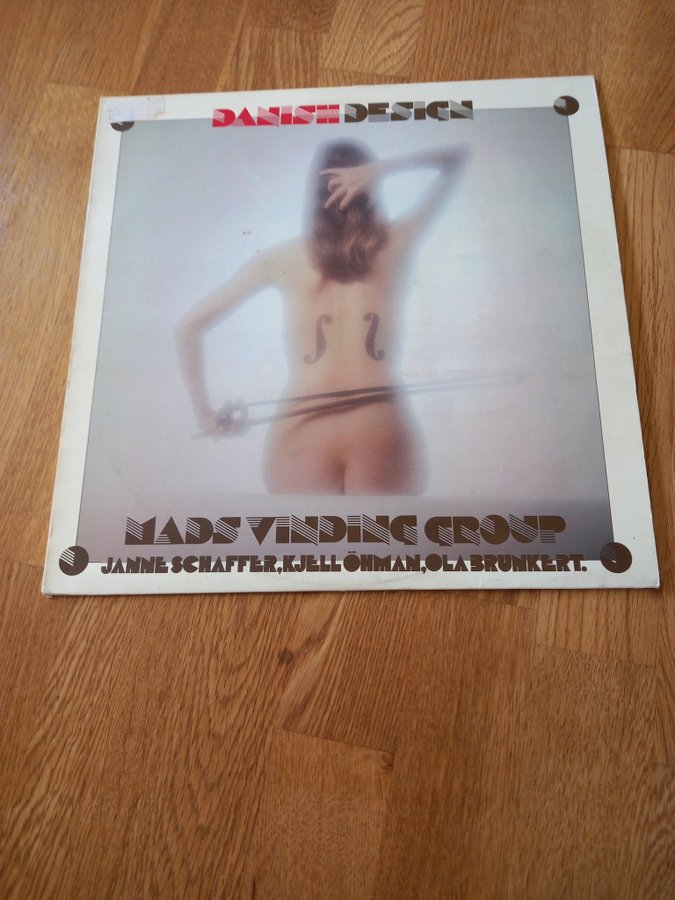 DANISH DESIGN
MADS VINDING GROUP
JANNE SCHAFFER, KJELL ÖHMAN, OLA BRUNKERT.